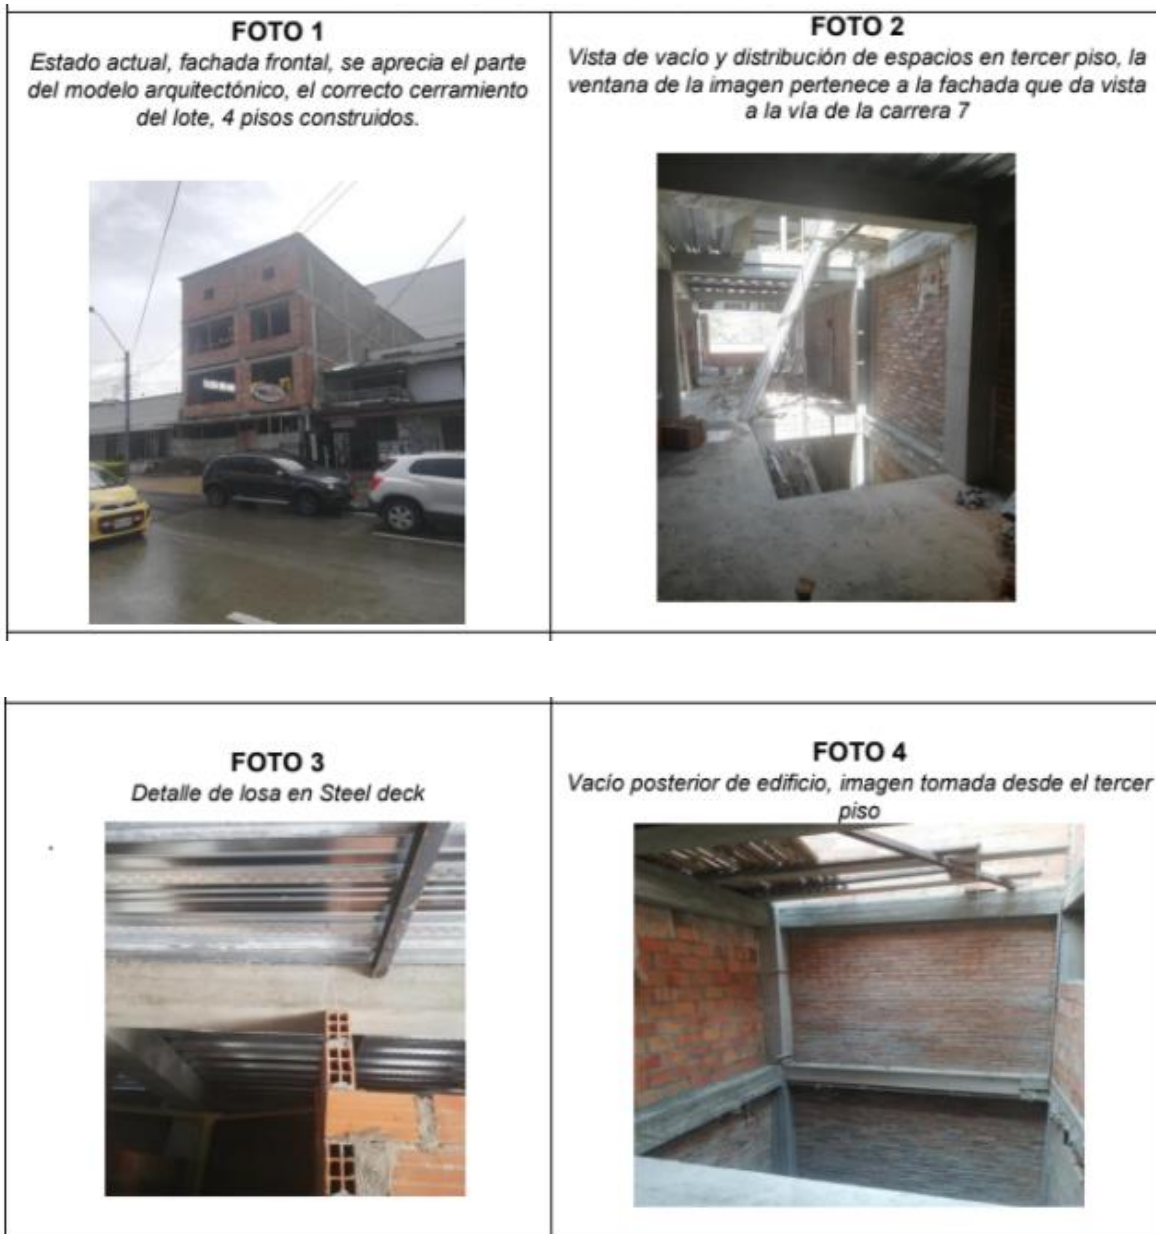 FOTO 1
Estado actual, fachada frontal, se aprecia el parte
del modelo arquitectónico, el correcto cerramiento
del lote, 4 pisos construidos.
FOTO 2
Vista de vacío y distribución de espacios en tercer piso, la
ventana de la imagen pertenece a la fachada que da vista
a la vía de la carrera 7
FOTO 3
Detalle de losa en Steel deck
FOTO 4
Vacío posterior de edificio, imagen tomada desde el tercer
piso